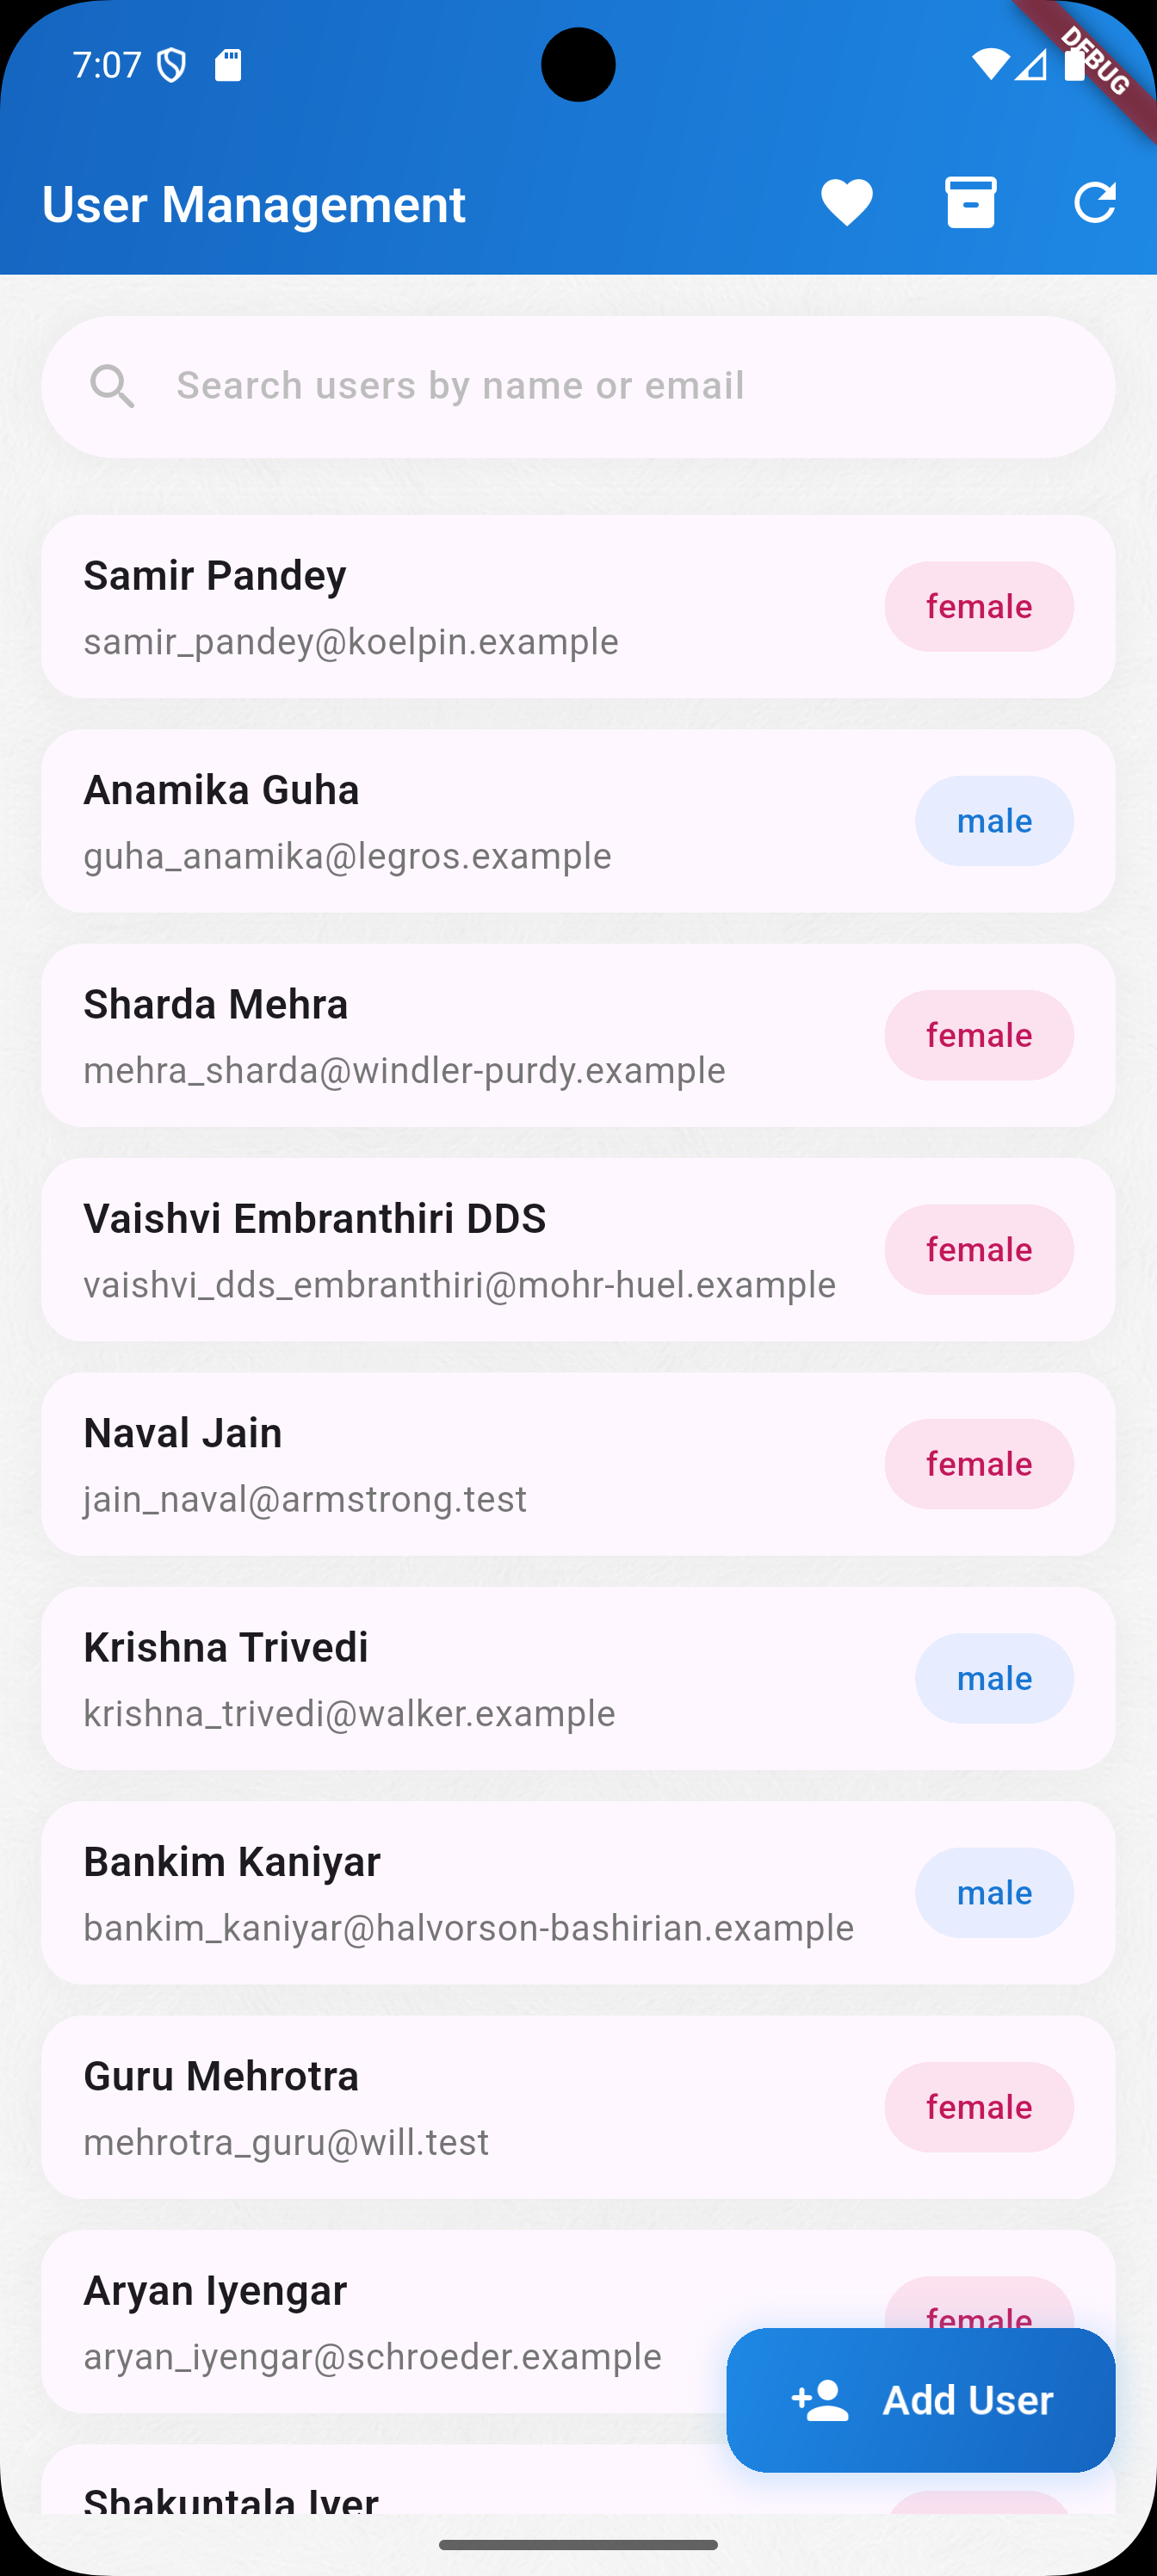 7:07
DEBUG
User Management
Search users by name or email
Samir Pandey
samir_pandey@koelpin.example
female
Anamika Guha
guha_anamika@legros.example
male
Sharda Mehra
mehra_sharda@windler-purdy.example
female
Vaishvi Embranthiri DDS
vaishvi_dds_embranthiri@mohr-huel.example
female
Naval Jain
jain_naval@armstrong.test
female
Krishna Trivedi
krishna_trivedi@walker.example
male
Bankim Kaniyar
bankim_kaniyar@halvorson-bashirian.example
male
Guru Mehrotra
mehrotra_guru@will.test
female
Aryan Iyengar
aryan_iyengar@schroeder.example
female
Add User
Shakuntala Iyer